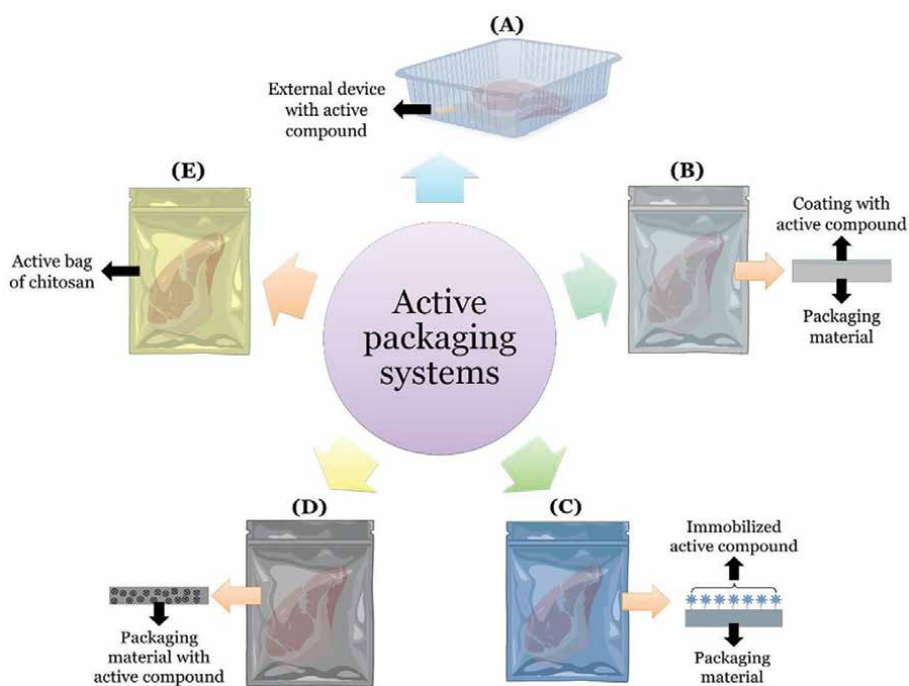 (A)
External device
with active
compound
(E)
Active bag
of chitosan
(B)
Coating with
active compound
Packaging
material
Active
packaging
systems
(D)
Packaging
material with
active compound
(C)
Immobilized
active compound
Packaging
material